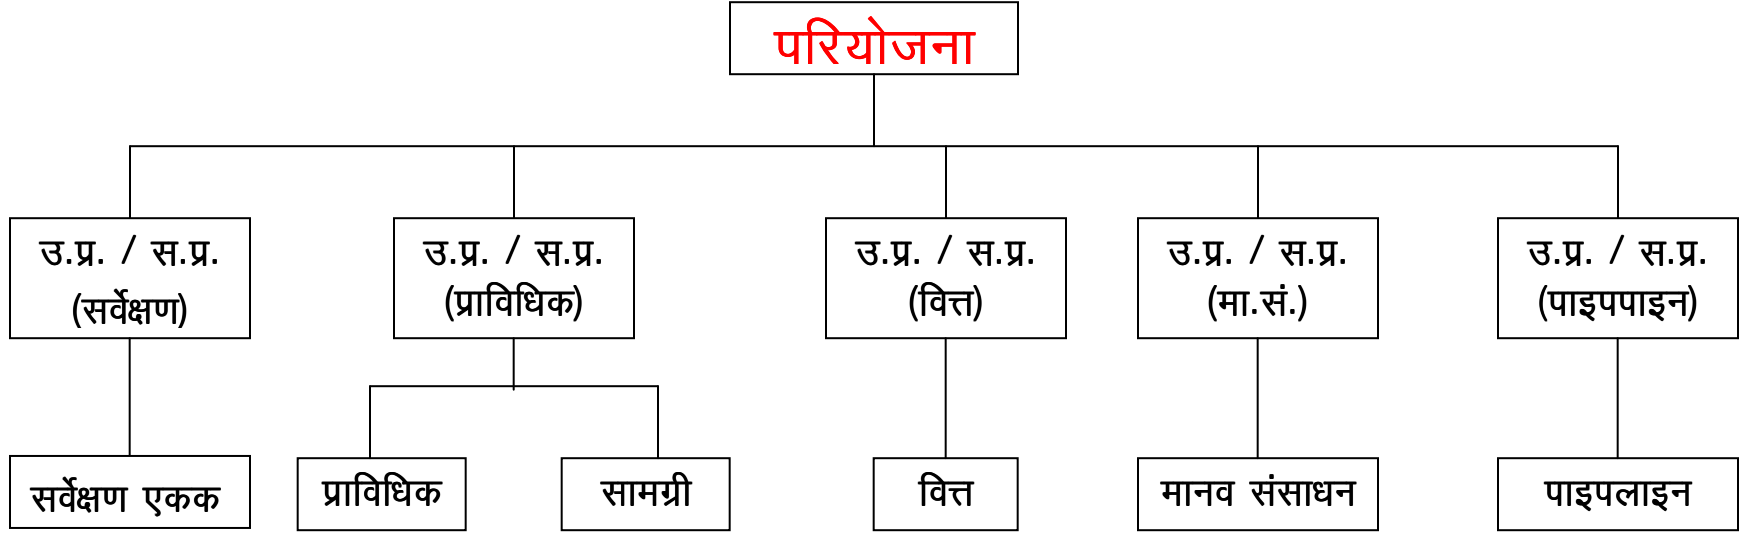 परियोजना
उ.प्र. / स.प्र.
(सर्वेक्षण)
उ.प्र. / स.प्र.
(प्राविधिक)
उ.प्र. / स.प्र.
(वित्त)
उ.प्र. / स.प्र.
(मा.सं.)
उ.प्र. / स.प्र.
(पाइपपाइन)
सर्वेक्षण एकक
प्राविधिक
सामग्री
वित्त
मानव संसाधन
पाइपलाइन